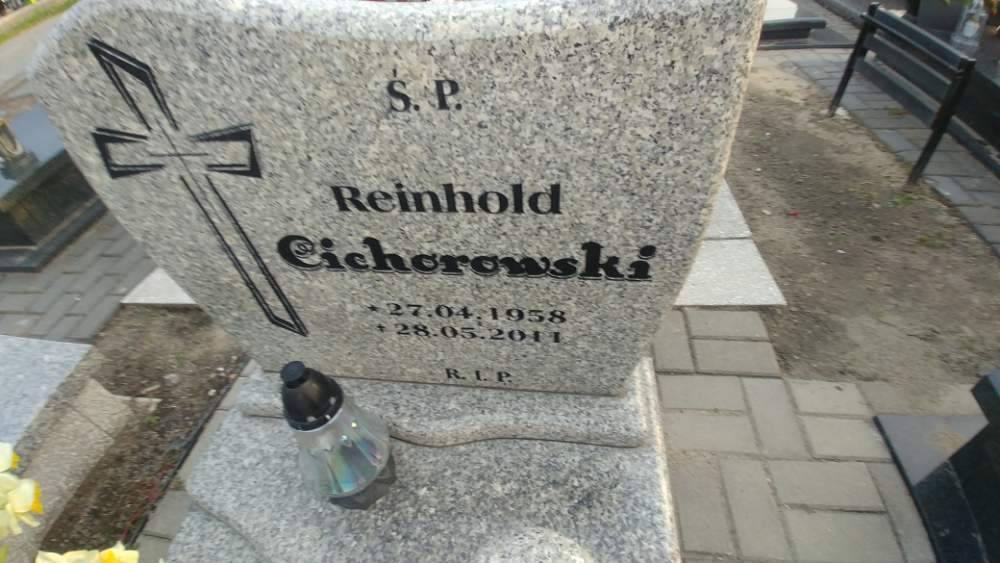 Ś. P.
Reinhold
Cichorowski
* 27.04.1958
+ 28.05.2011
R. I. P.